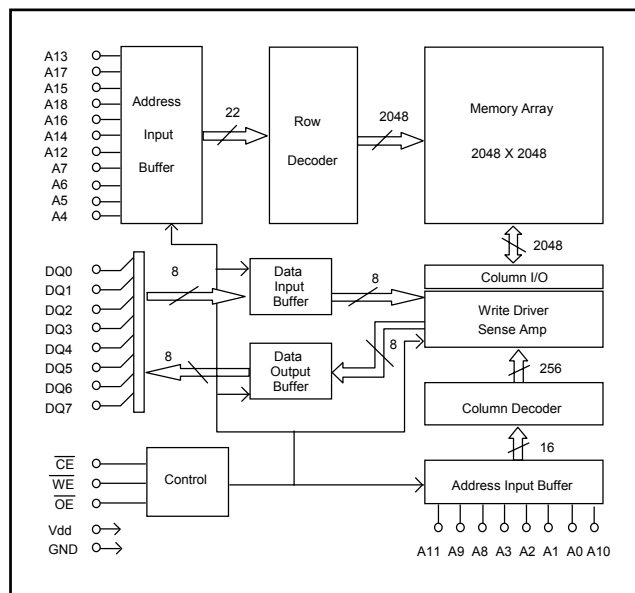 A13
A17
A15
A18
A16
A14
A12
A7
A6
A5
A4
Address
Input
Buffer
22
Row
Decoder
2048
Memory Array
2048 X 2048
2048
DQ0
DQ1
DQ2
DQ3
DQ4
DQ5
DQ6
DQ7
8
Data
Input
Buffer
8
Column I/O
Write Driver
Sense Amp
8
8
Data
Output
Buffer
256
Column Decoder
16
CE
WE
OE
Vdd
GND
Control
Address Input Buffer
A11 A9 A8 A3 A2 A1 A0 A10